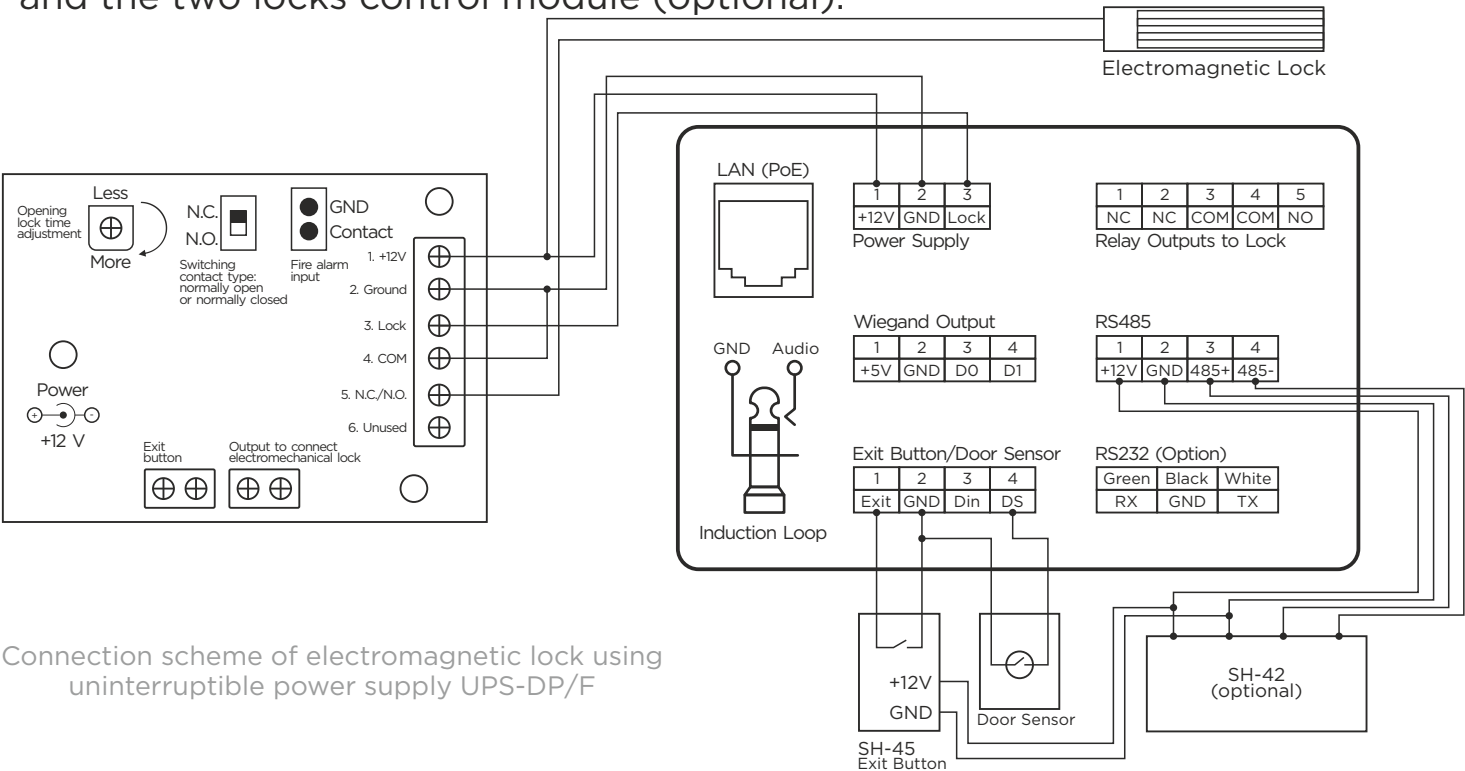 and the two locks control module (optional).
Electromagnetic Lock
Less
Opening
lock time
adjustment
More
N.C.
N.O.
Switching
contact type:
normally open
or normally closed
GND
Contact
Fire alarm
input
1. +12V
2. Ground
3. Lock
4. COM
5. N.C./N.O.
6. Unused
Power
+ -
+12 V
Exit
button
Output to connect
electromechanical lock
LAN (PoE)
1 2 3
+12V GND Lock
Power Supply
1 2 3 4 5
NC NC COM COM NO
Relay Outputs to Lock
GND Audio
Induction Loop
Wiegand Output
1 2 3 4
+5V GND D0 D1
RS485
1 2 3 4
+12V GND 485+ 485-
Exit Button/Door Sensor
1 2 3 4
Exit GND Din DS
RS232 (Option)
Green Black White
RX GND TX
Connection scheme of electromagnetic lock using
uninterruptible power supply UPS-DP/F
+12V
GND
SH-45
Exit Button
Door Sensor
SH-42
(optional)